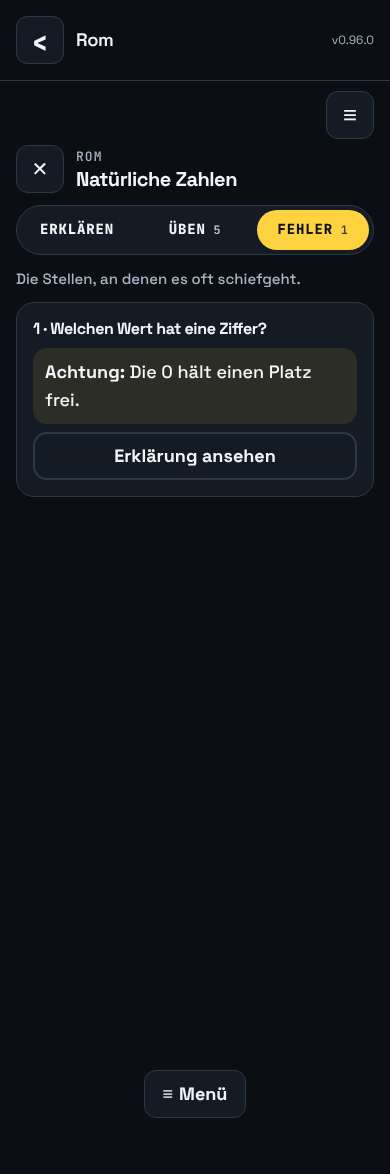 < Rom v0.96.0
≡
✕ ROM
Natürliche Zahlen
ERKLÄREN ÜBEN 5 FEHLER 1
Die Stellen, an denen es oft schiefgeht.
1 · Welchen Wert hat eine Ziffer?
Achtung: Die 0 hält einen Platz
frei.
Erklärung ansehen
≡ Menü